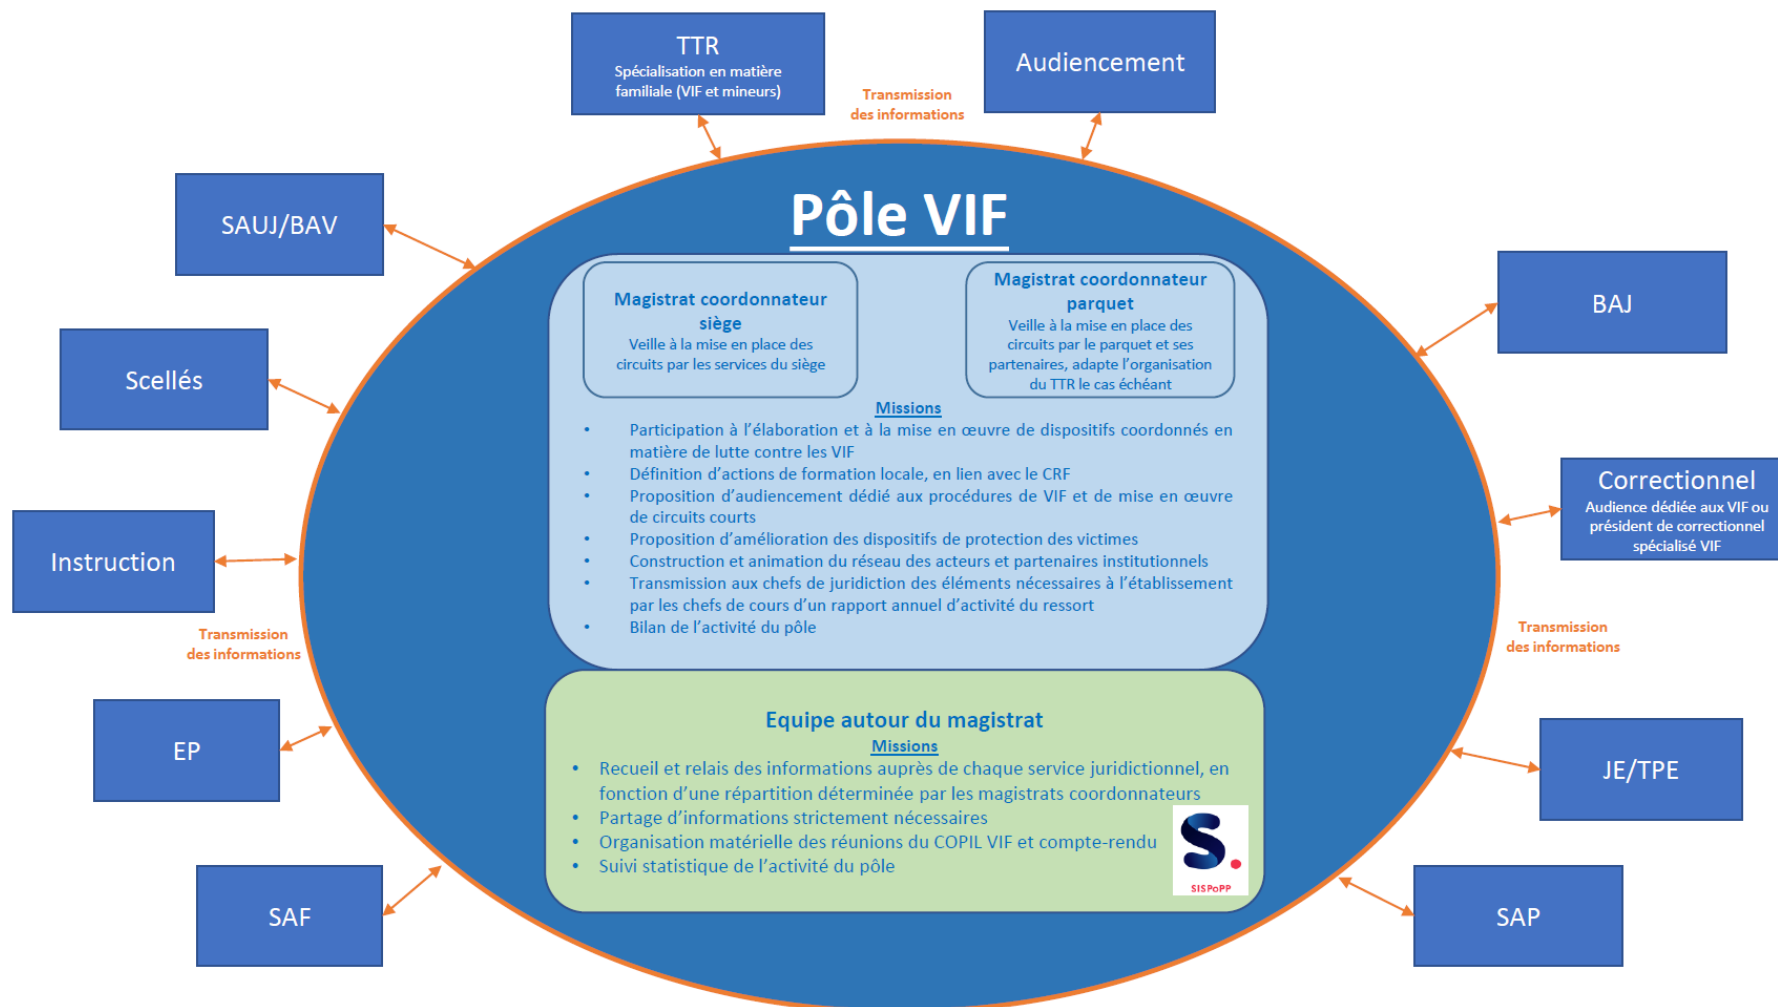 TTR
Spécialisation en matière
familiale (VIF et mineurs)
Audiencement
Transmission
des informations
SAUJ/BAV
Pôle VIF
Magistrat coordonnateur
siège
Veille à la mise en place des
circuits par les services du siège
Magistrat coordonnateur
parquet
Veille à la mise en place des
circuits par le parquet et ses
partenaires, adapte l’organisation
du TTR le cas échéant
BAJ
Scellés
Missions
• Participation à l’élaboration et à la mise en œuvre de dispositifs coordonnés en
matière de lutte contre les VIF
• Définition d’actions de formation locale, en lien avec le CRF
• Proposition d’audiencement dédié aux procédures de VIF et de mise en œuvre
de circuits courts
• Proposition d’amélioration des dispositifs de protection des victimes
• Construction et animation du réseau des acteurs et partenaires institutionnels
• Transmission aux chefs de juridiction des éléments nécessaires à l’établissement
par les chefs de cours d’un rapport annuel d’activité du ressort
• Bilan de l’activité du pôle
Correctionnel
Audience dédiée aux VIF ou
président de correctionnel
spécialisé VIF
Instruction
Transmission
des informations
Transmission
des informations
EP
Equipe autour du magistrat
Missions
• Recueil et relais des informations auprès de chaque service juridictionnel, en
fonction d’une répartition déterminée par les magistrats coordonnateurs
• Partage d’informations strictement nécessaires
• Organisation matérielle des réunions du COPIL VIF et compte-rendu
• Suivi statistique de l’activité du pôle
S.
SISPoPP
JE/TPE
SAF
SAP